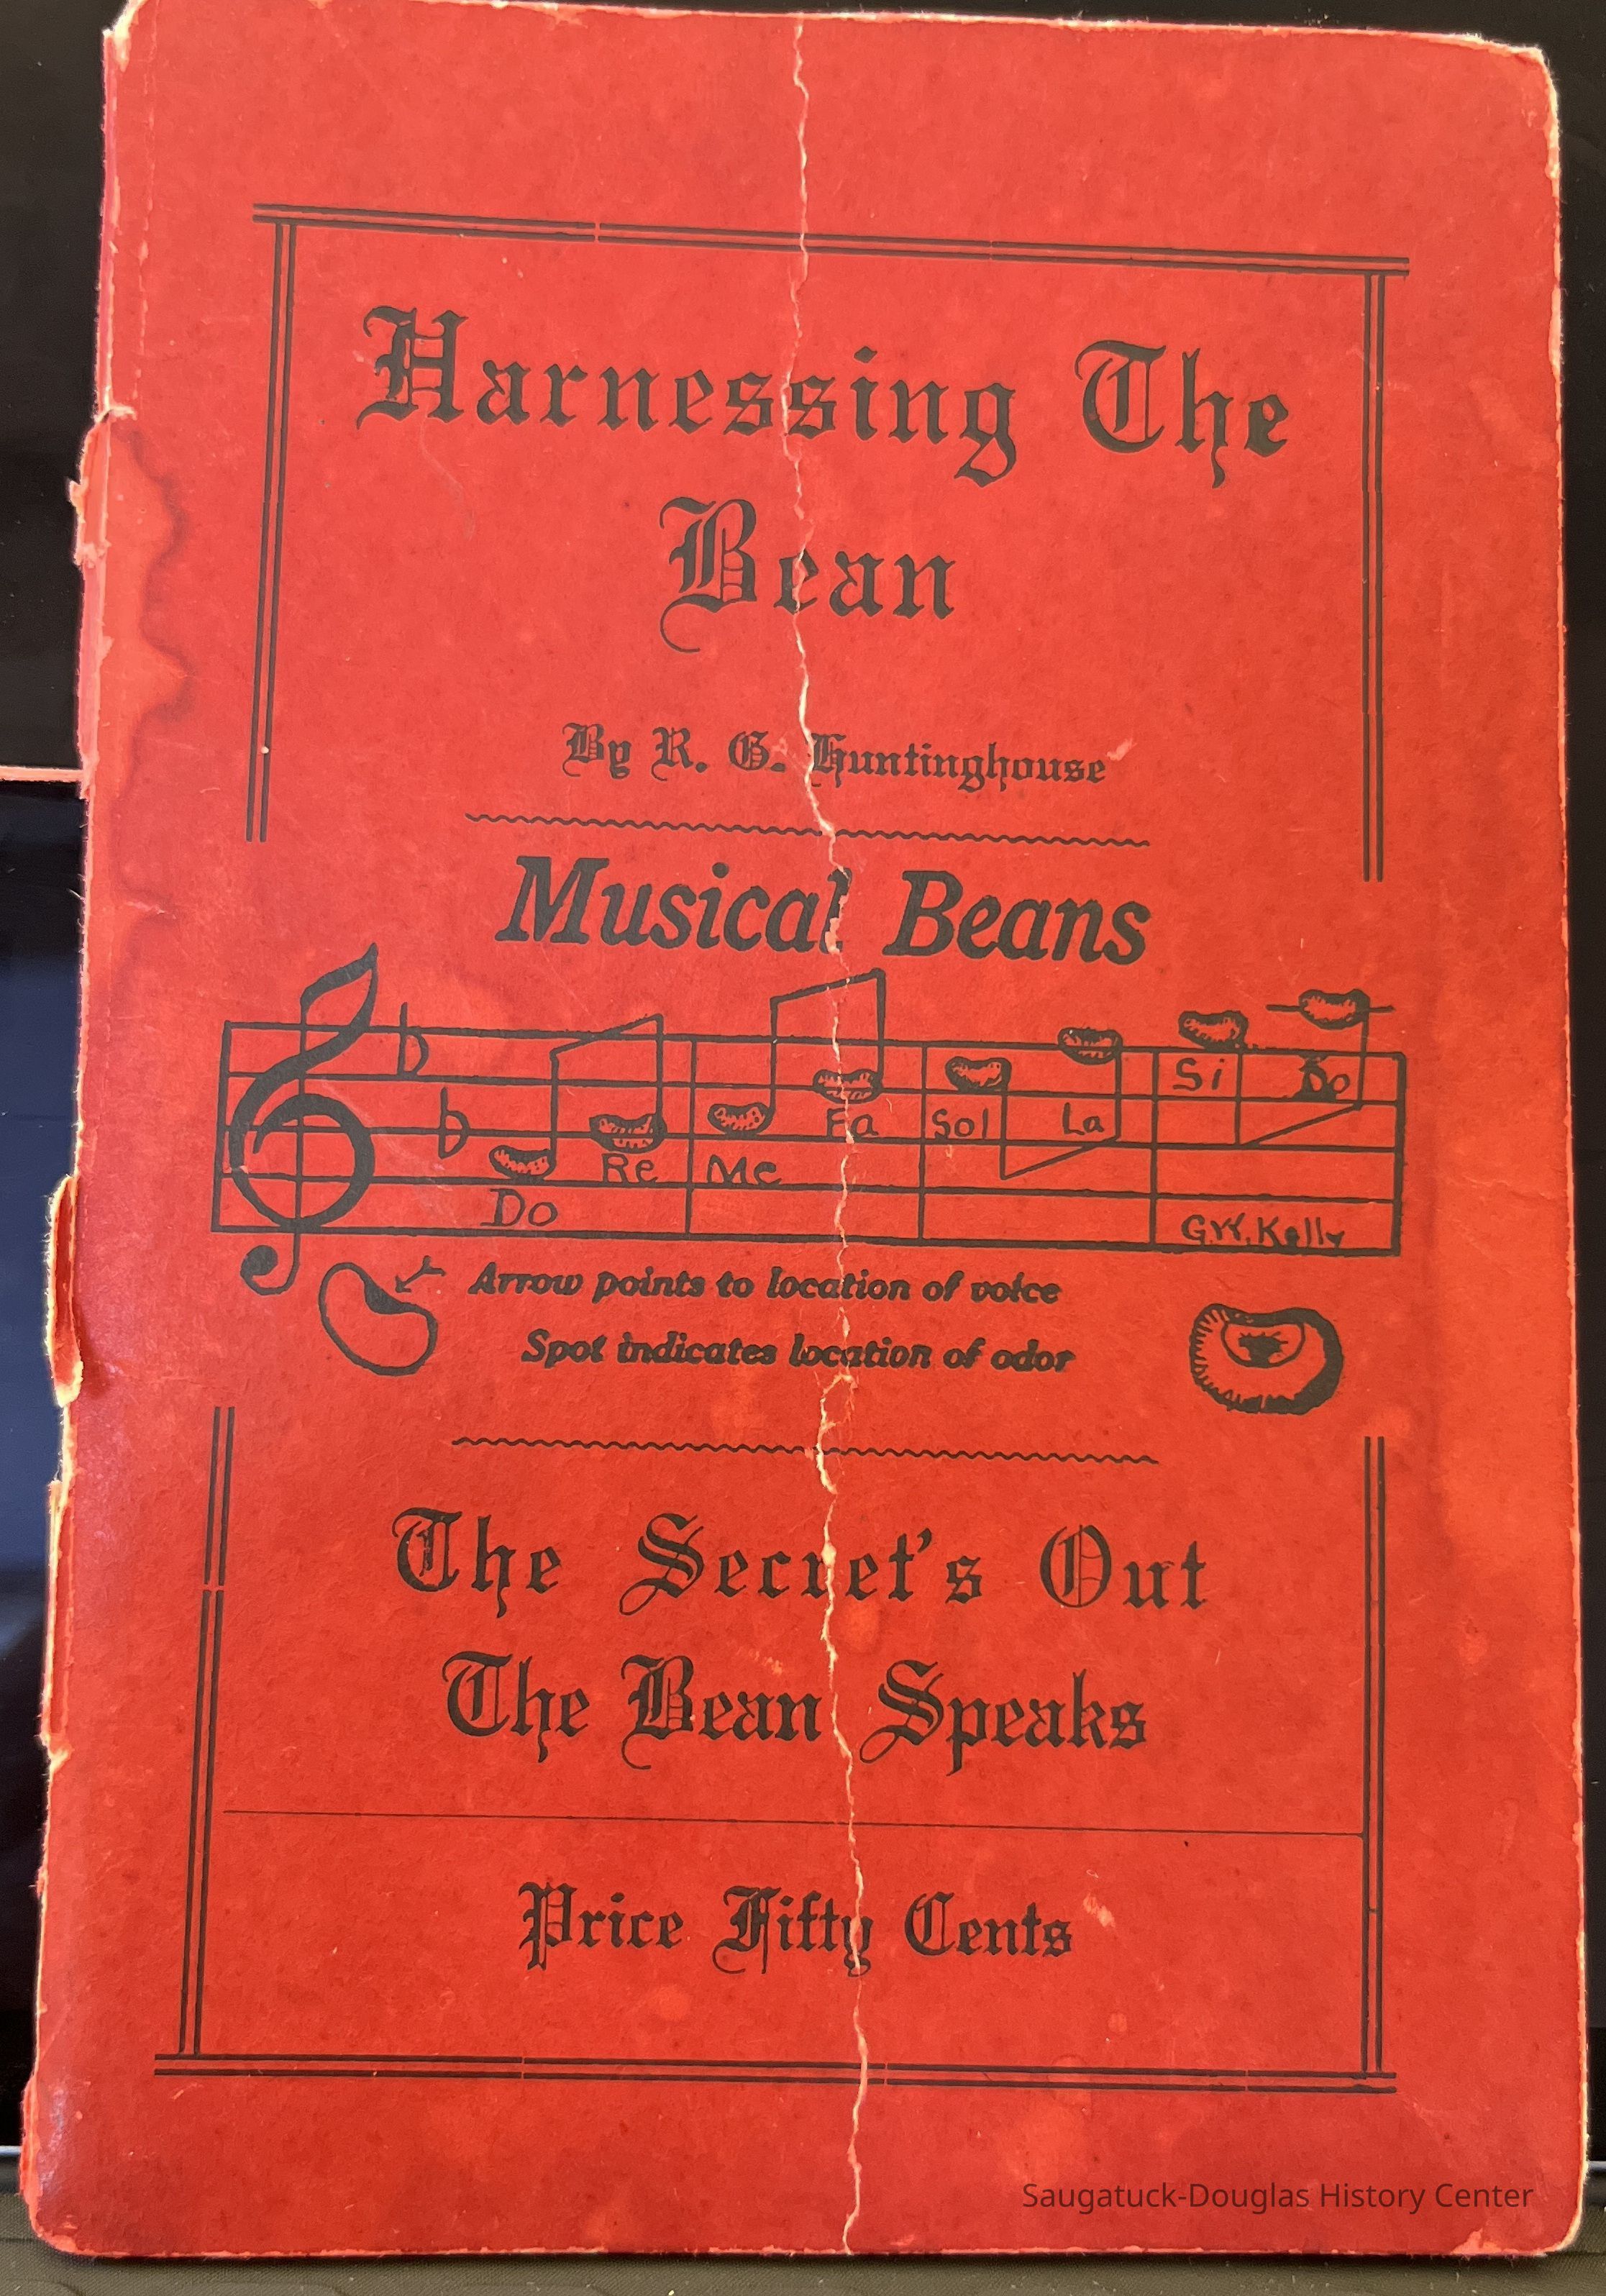 Harnessing The
Bean
By R. G. Huntinghouse
Musical Beans
Do Re Me Fa Sol La Si Do
G.W. Kelly
Arrow points to location of voice
Spot indicates location of odor
The Secret's Out
The Bean Speaks
Price Fifty Cents
Saugatuck-Douglas History Center